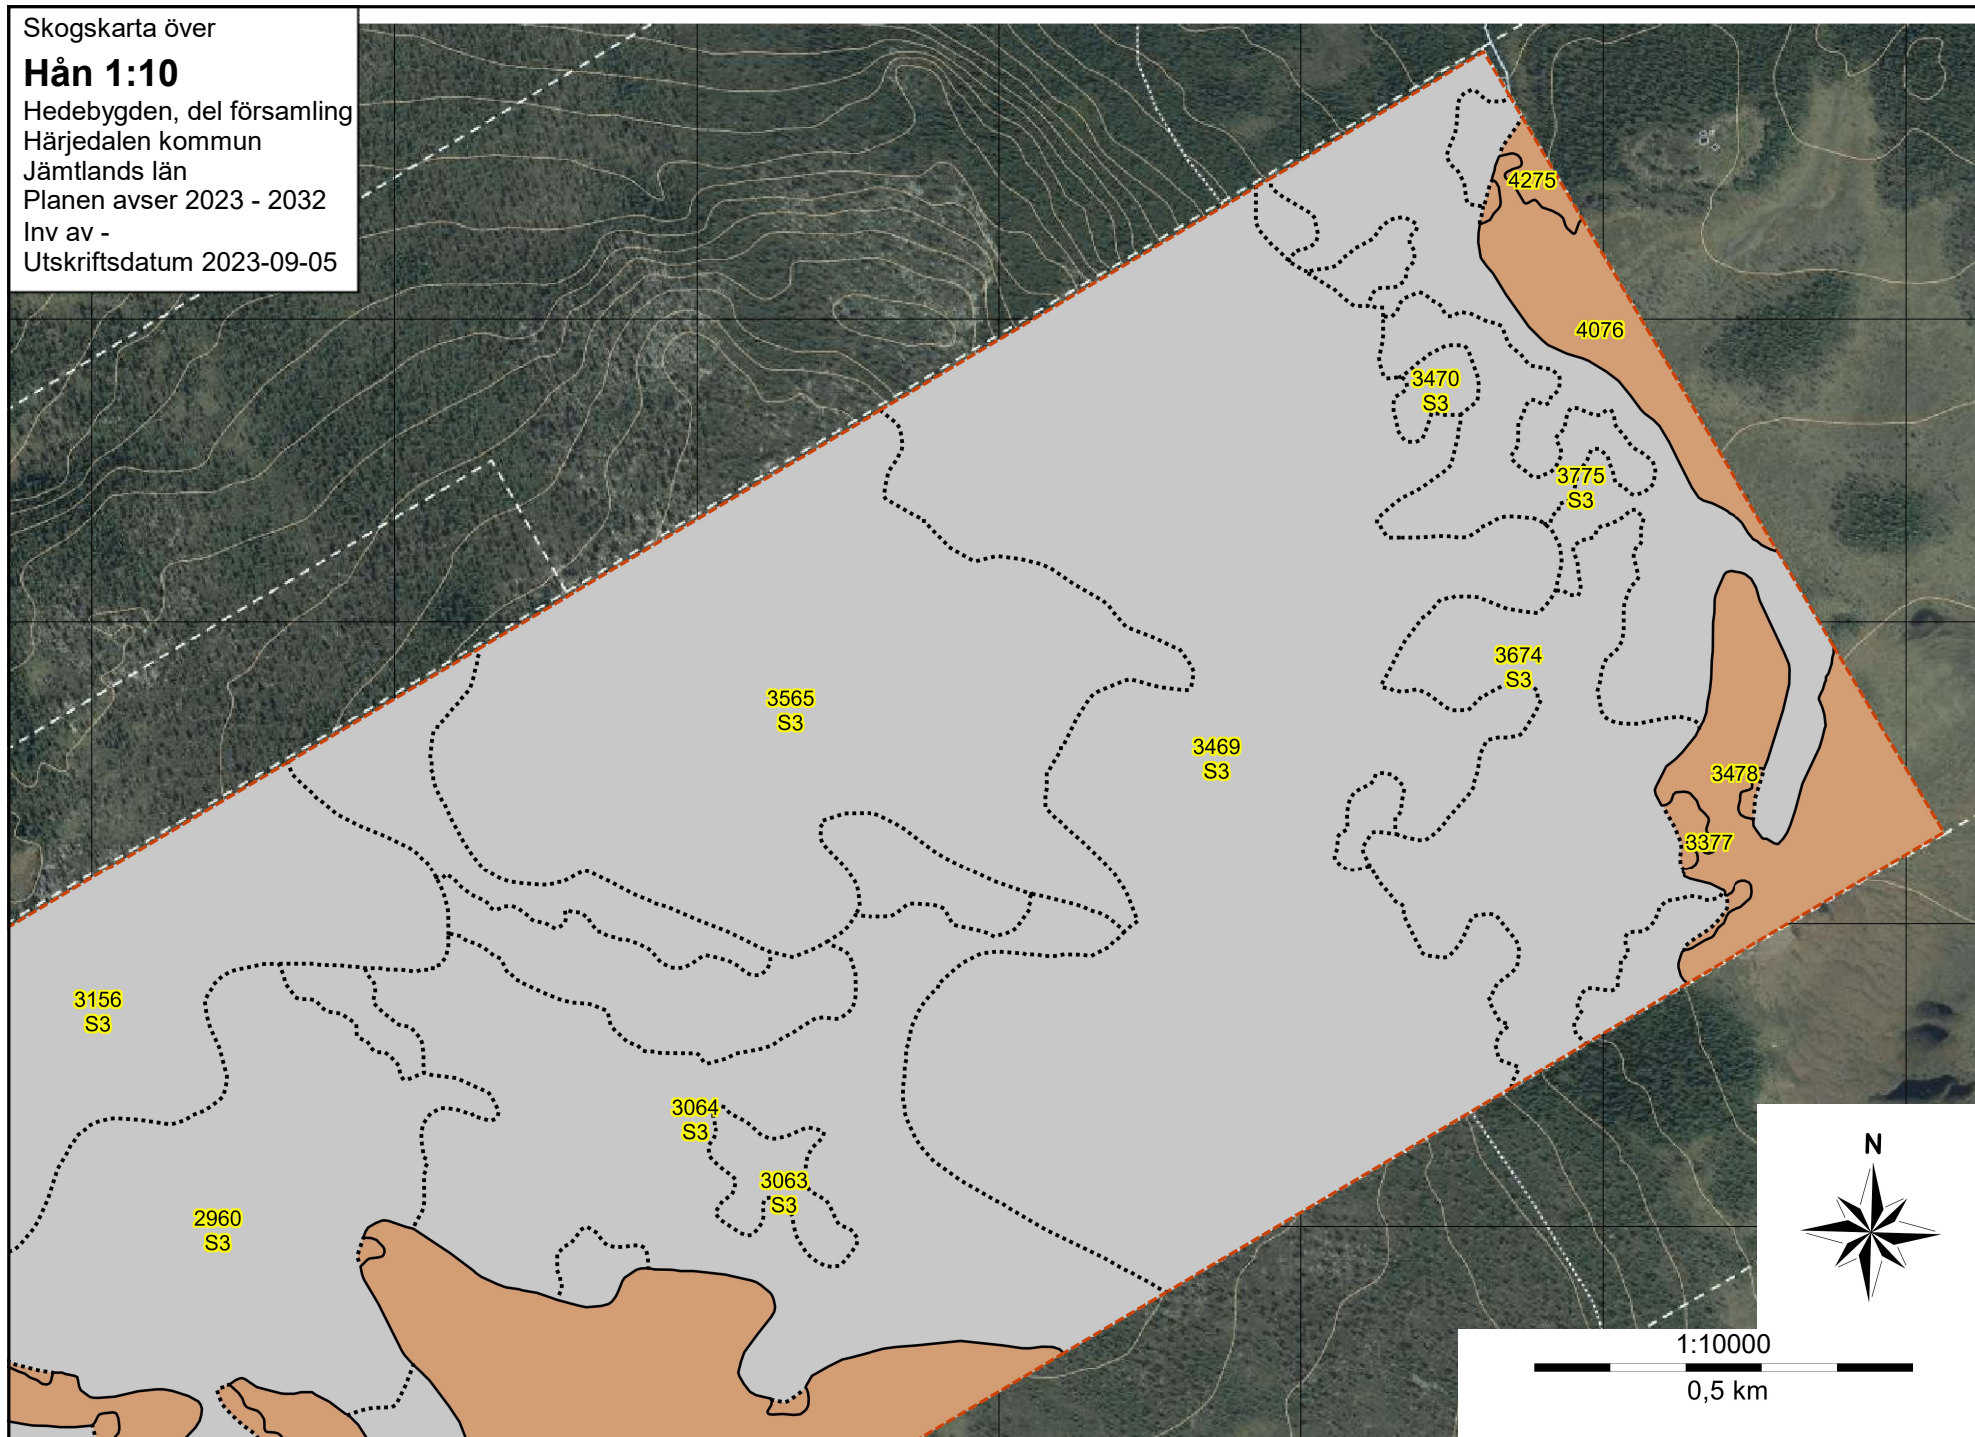 Skogskarta över
Hån 1:10
Hedebygden, del församling
Härjedalen kommun
Jämtlands län
Planen avser 2023 - 2032
Inv av -
Utskriftsdatum 2023-09-05
4275
4076
3470
S3
3775
S3
3674
S3
3565
S3
3469
S3
3478
3377
3156
S3
3064
S3
3063
S3
2960
S3
N
1:10000
0,5 km